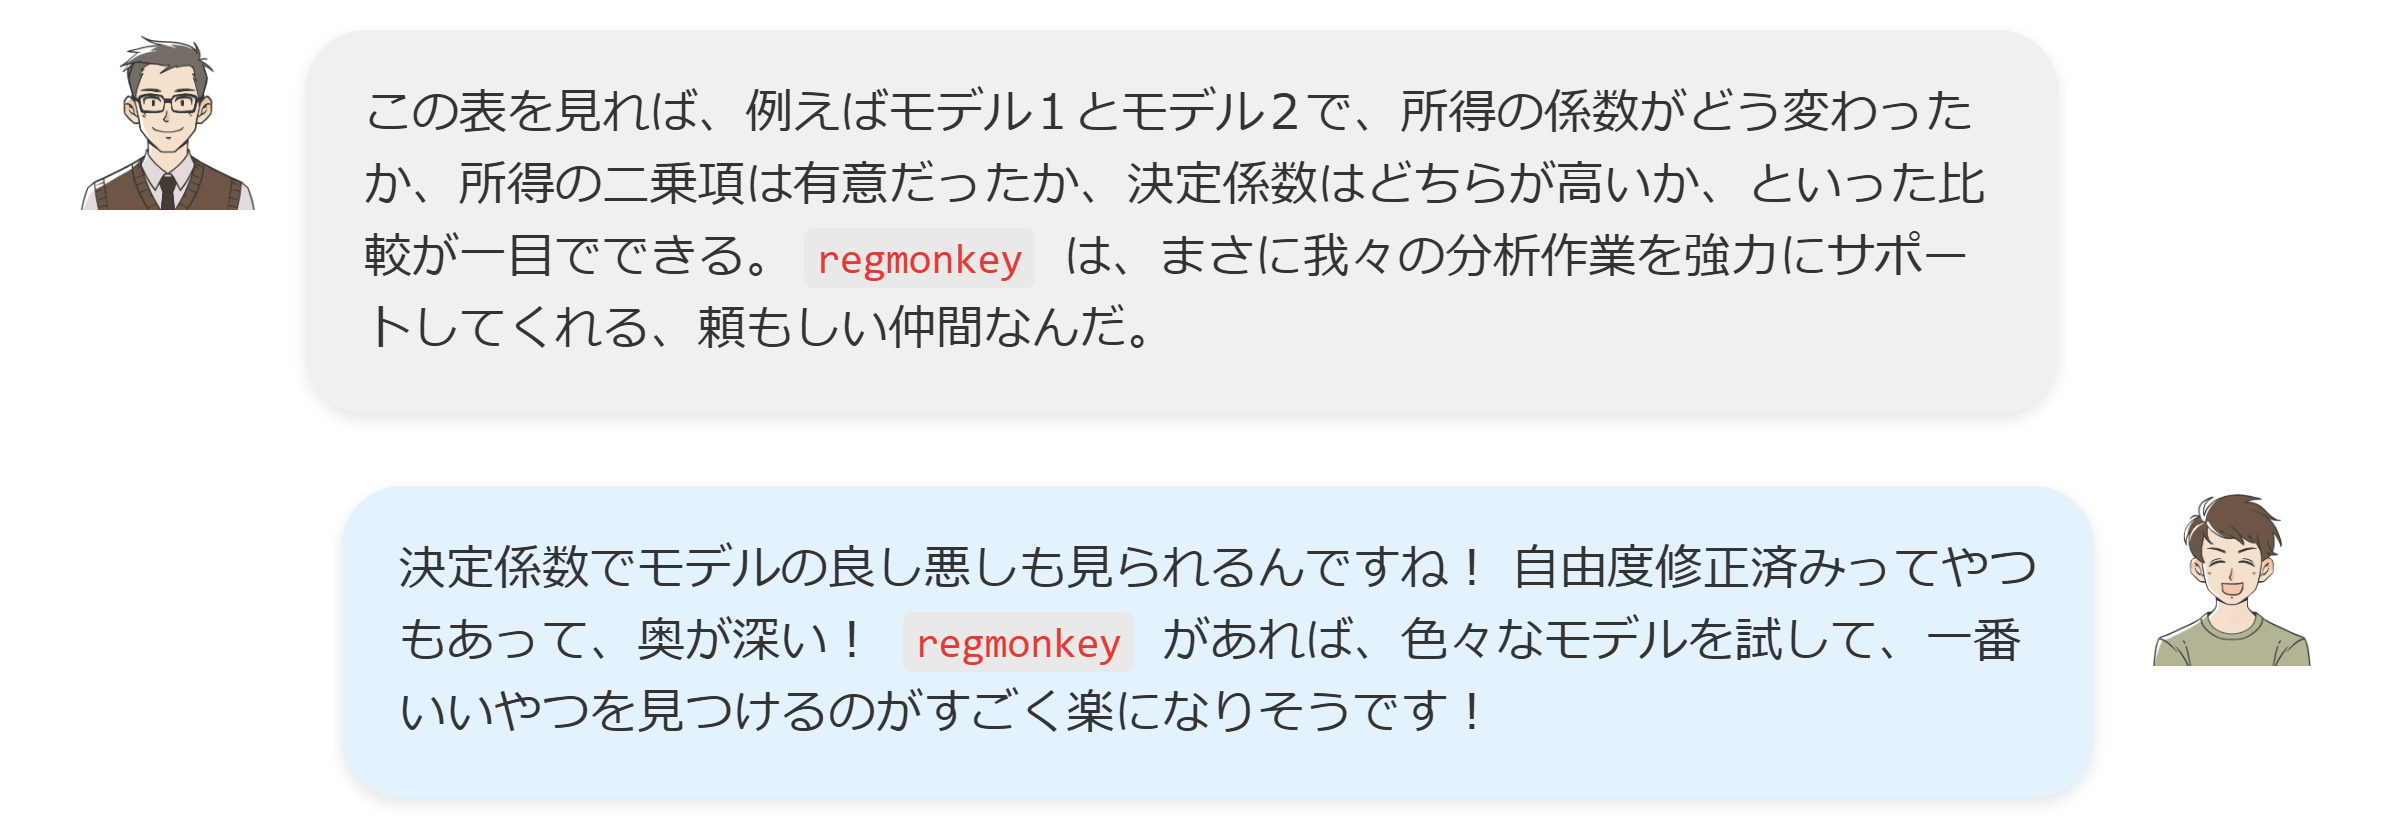 この表を見れば、例えばモデル１とモデル２で、所得の係数がどう変わった
か、所得の二乗項は有意だったか、決定係数はどちらが高いか、といった比
較が一目でできる。 regmonkey は、まさに我々の分析作業を強力にサポー
トしてくれる、頼もしい仲間なんだ。
決定係数でモデルの良し悪しも見られるんですね！ 自由度修正済みってやつ
もあって、奥が深い！ regmonkey があれば、色々なモデルを試して、一番
いいやつを見つけるのがすごく楽になりそうです！